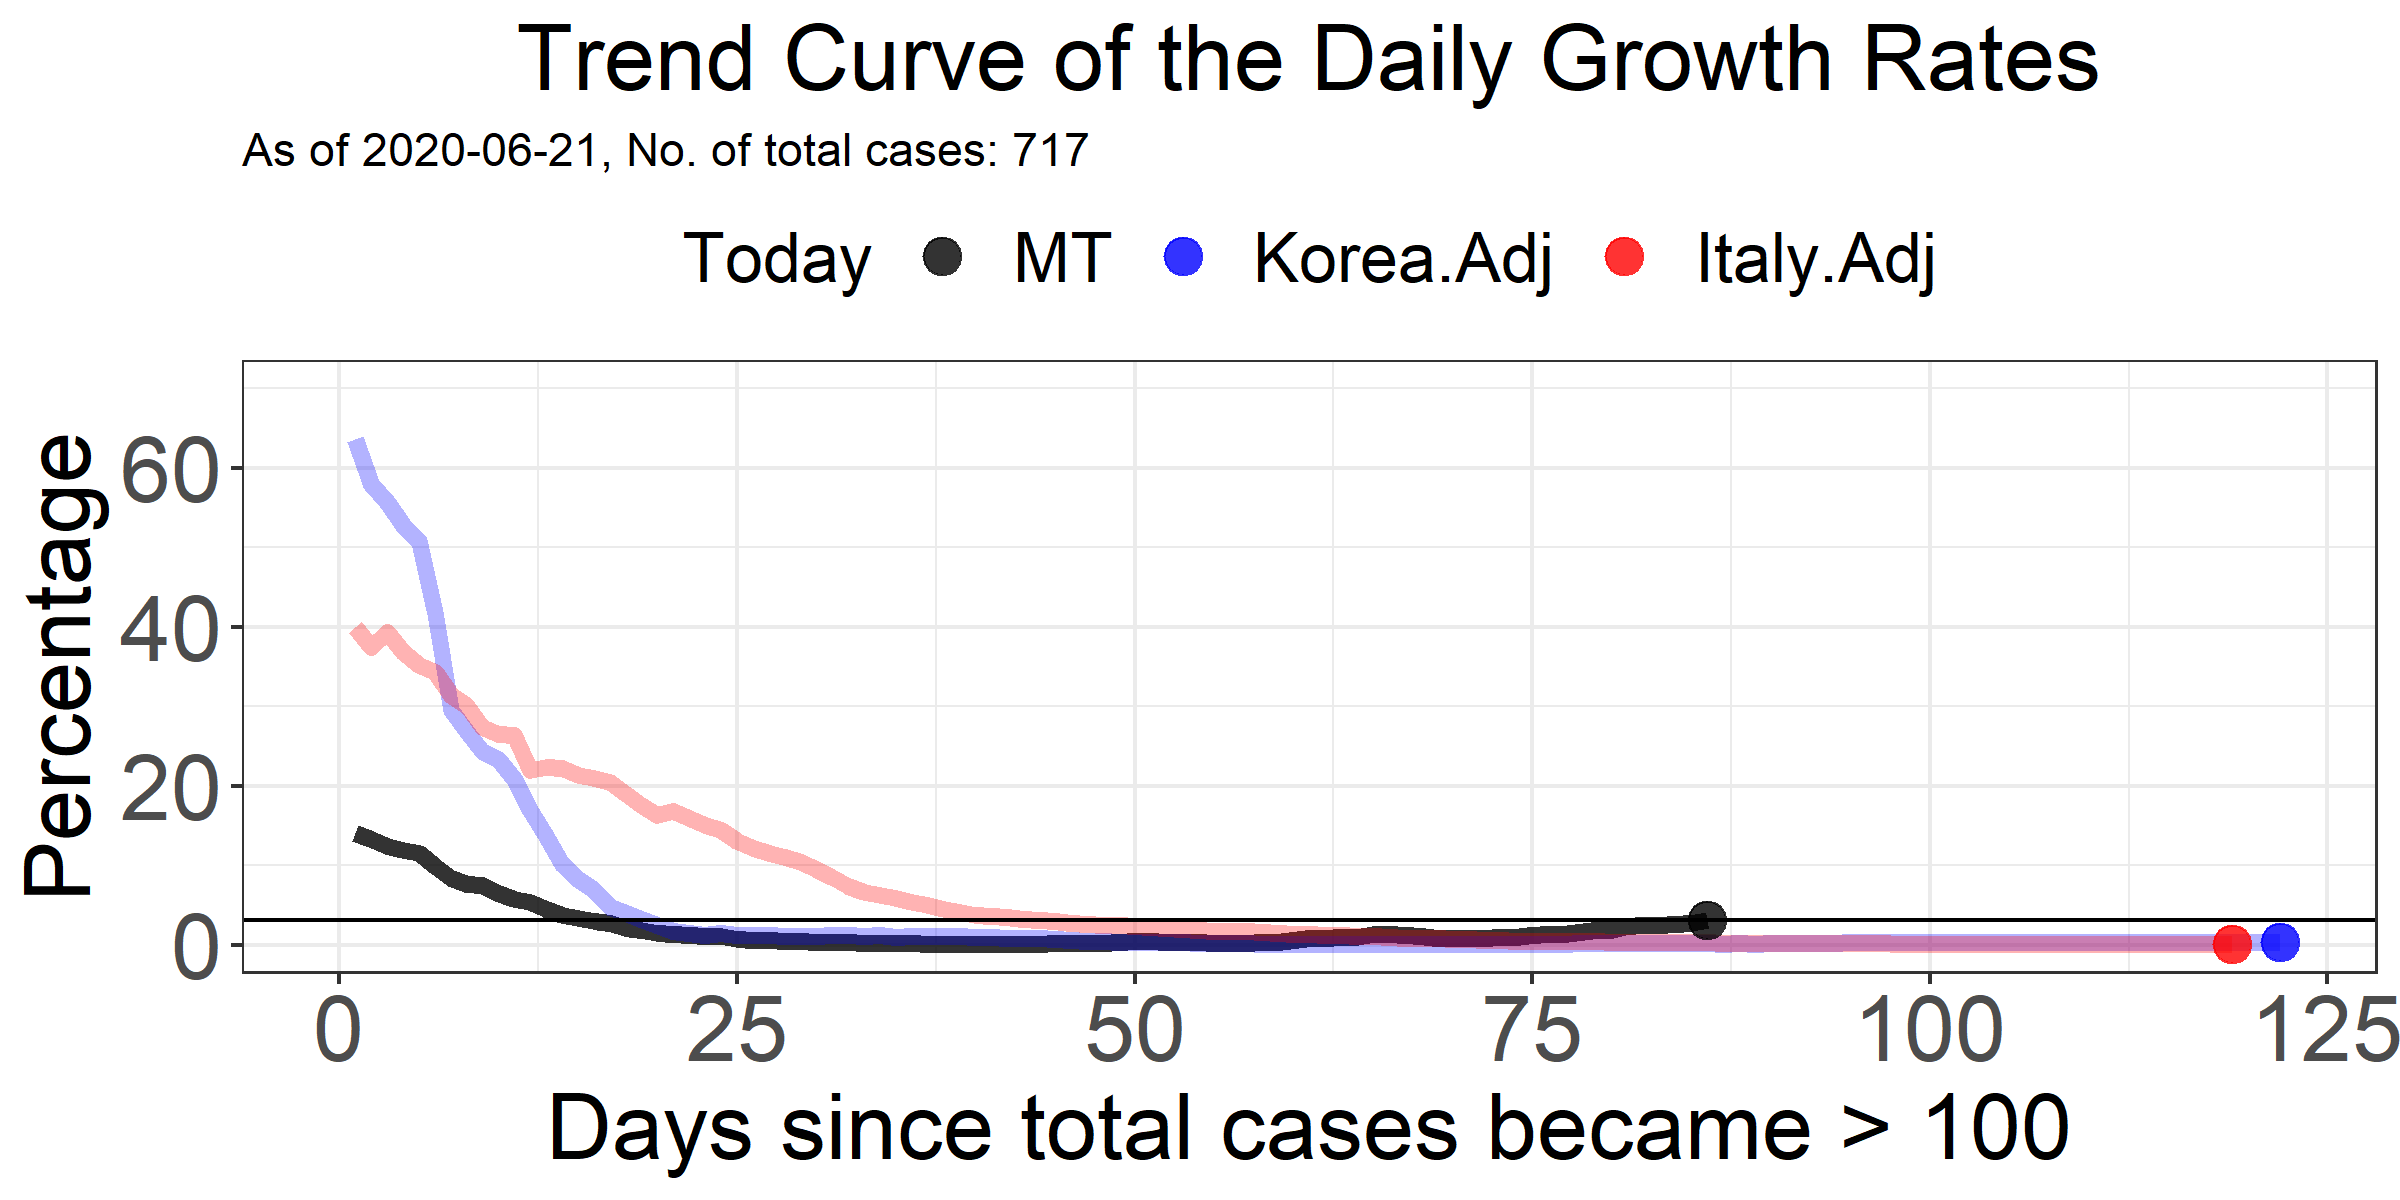 Trend Curve of the Daily Growth Rates
As of 2020-06-21, No. of total cases: 717
Today MT Korea.Adj Italy.Adj
Percentage
60
40
20
0
0 25 50 75 100 125
Days since total cases became > 100